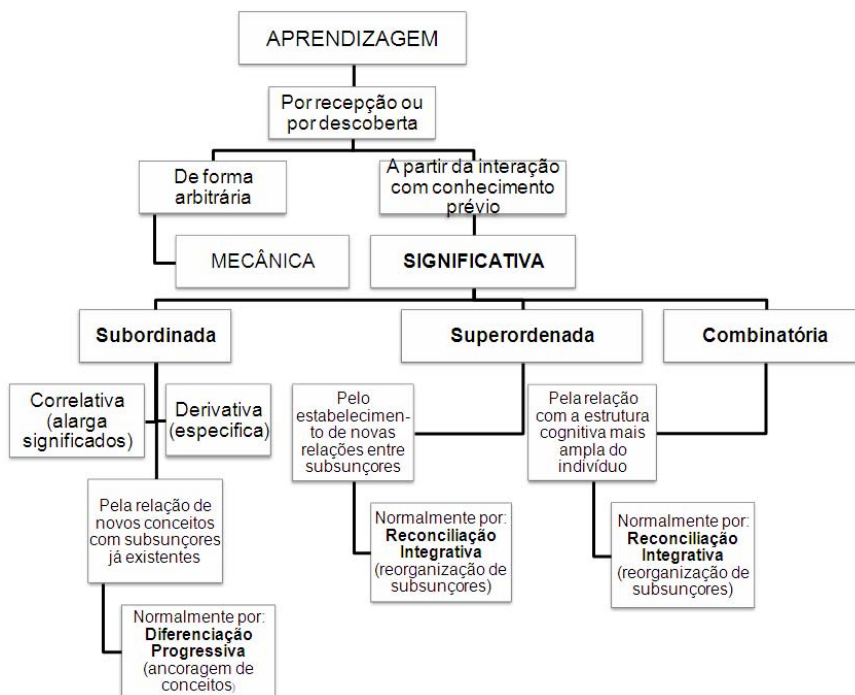 APRENDIZAGEM
Por recepção ou
por descoberta
De forma
arbitrária
A partir da interação
com conhecimento
prévio
MECÂNICA
SIGNIFICATIVA
Subordinada
Superordenada
Combinatória
Correlativa
(alarga
significados)
Derivativa
(especifica)
Pelo
estabelecimen-
to de novas
relações entre
subsunçores
Pela relação
com a estrutura
cognitiva mais
ampla do
indivíduo
Pela relação de
novos conceitos
com subsunçores
já existentes
Normalmente por:
Reconciliação
Integrativa
(reorganização de
subsunçores)
Normalmente por:
Reconciliação
Integrativa
(reorganização de
subsunçores)
Normalmente por:
Diferenciação
Progressiva
(ancoragem de
conceitos)